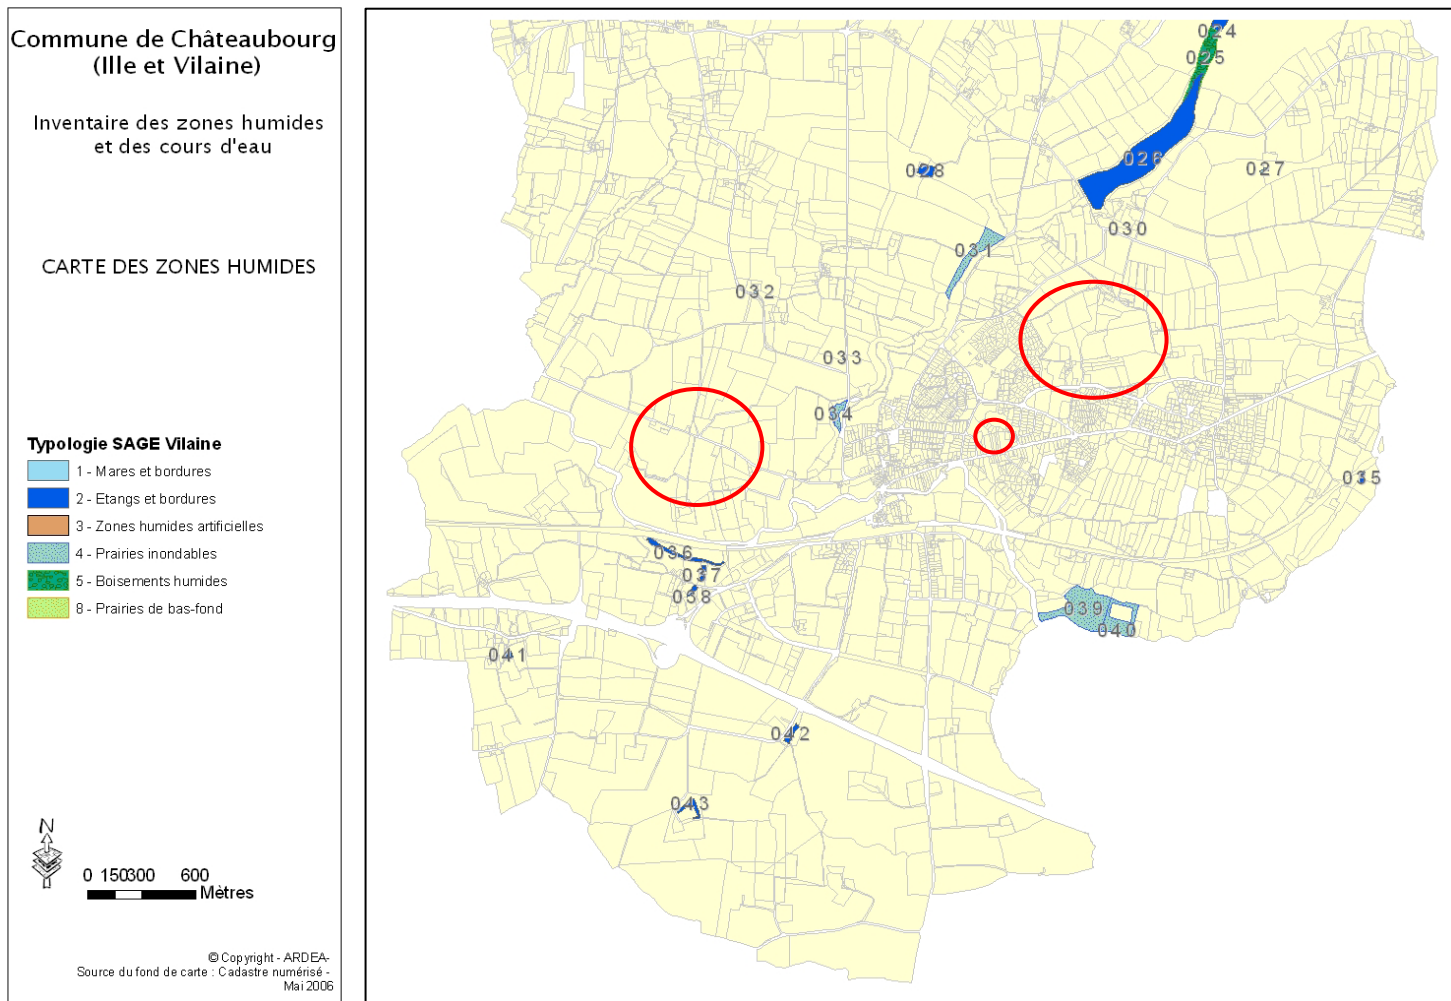 Commune de Châteaubourg
(Ille et Vilaine)
Inventaire des zones humides
et des cours d'eau
CARTE DES ZONES HUMIDES
Typologie SAGE Vilaine
1 - Mares et bordures
2 - Etangs et bordures
3 - Zones humides artificielles
4 - Prairies inondables
5 - Boisements humides
8 - Prairies de bas-fond
N
0 150300 600
Mètres
© Copyright - ARDEA-
Source du fond de carte : Cadastre numérisé -
Mai 2006
024
025
026
027
028
030
031
032
033
034
035
036
037
058
039
040
041
042
043